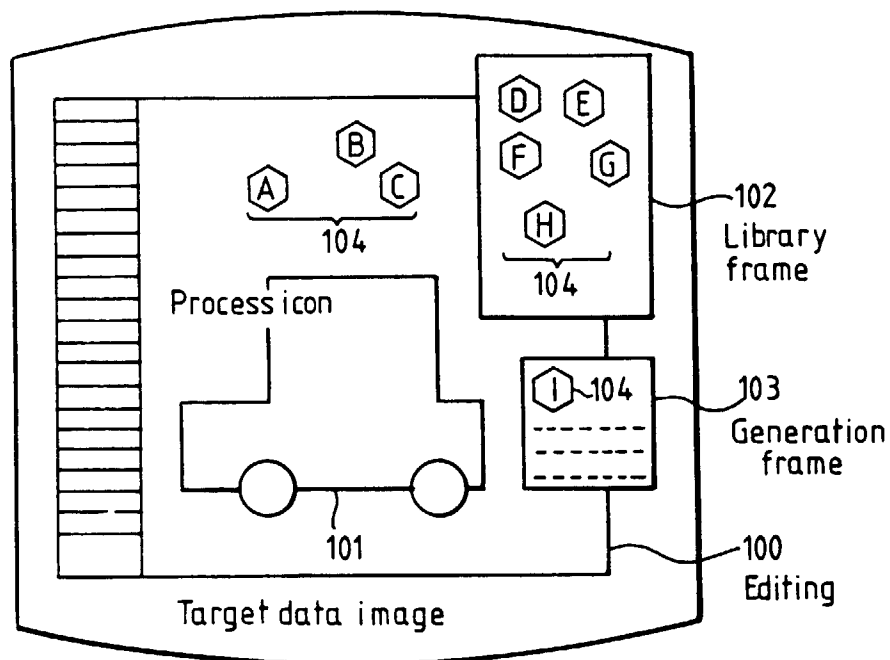 D E
B
F G
A C
104
H
102
Library
frame
104
Process icon
I 104
103
Generation
frame
101
100
Editing
Target data image